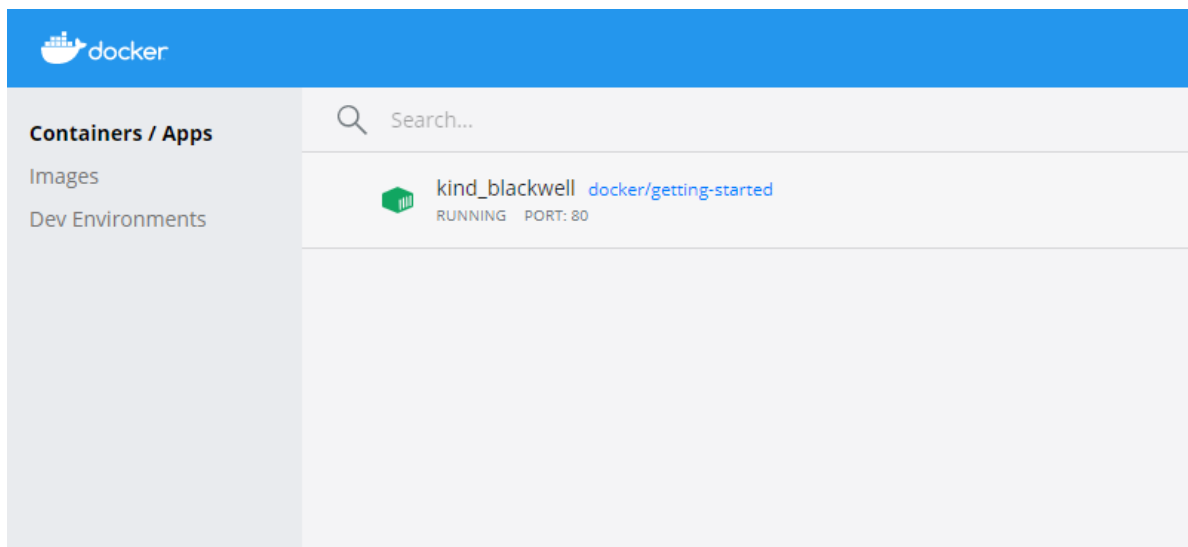 docker
Containers / Apps
Images
Dev Environments
Search...
kind_blackwell docker/getting-started
RUNNING PORT: 80